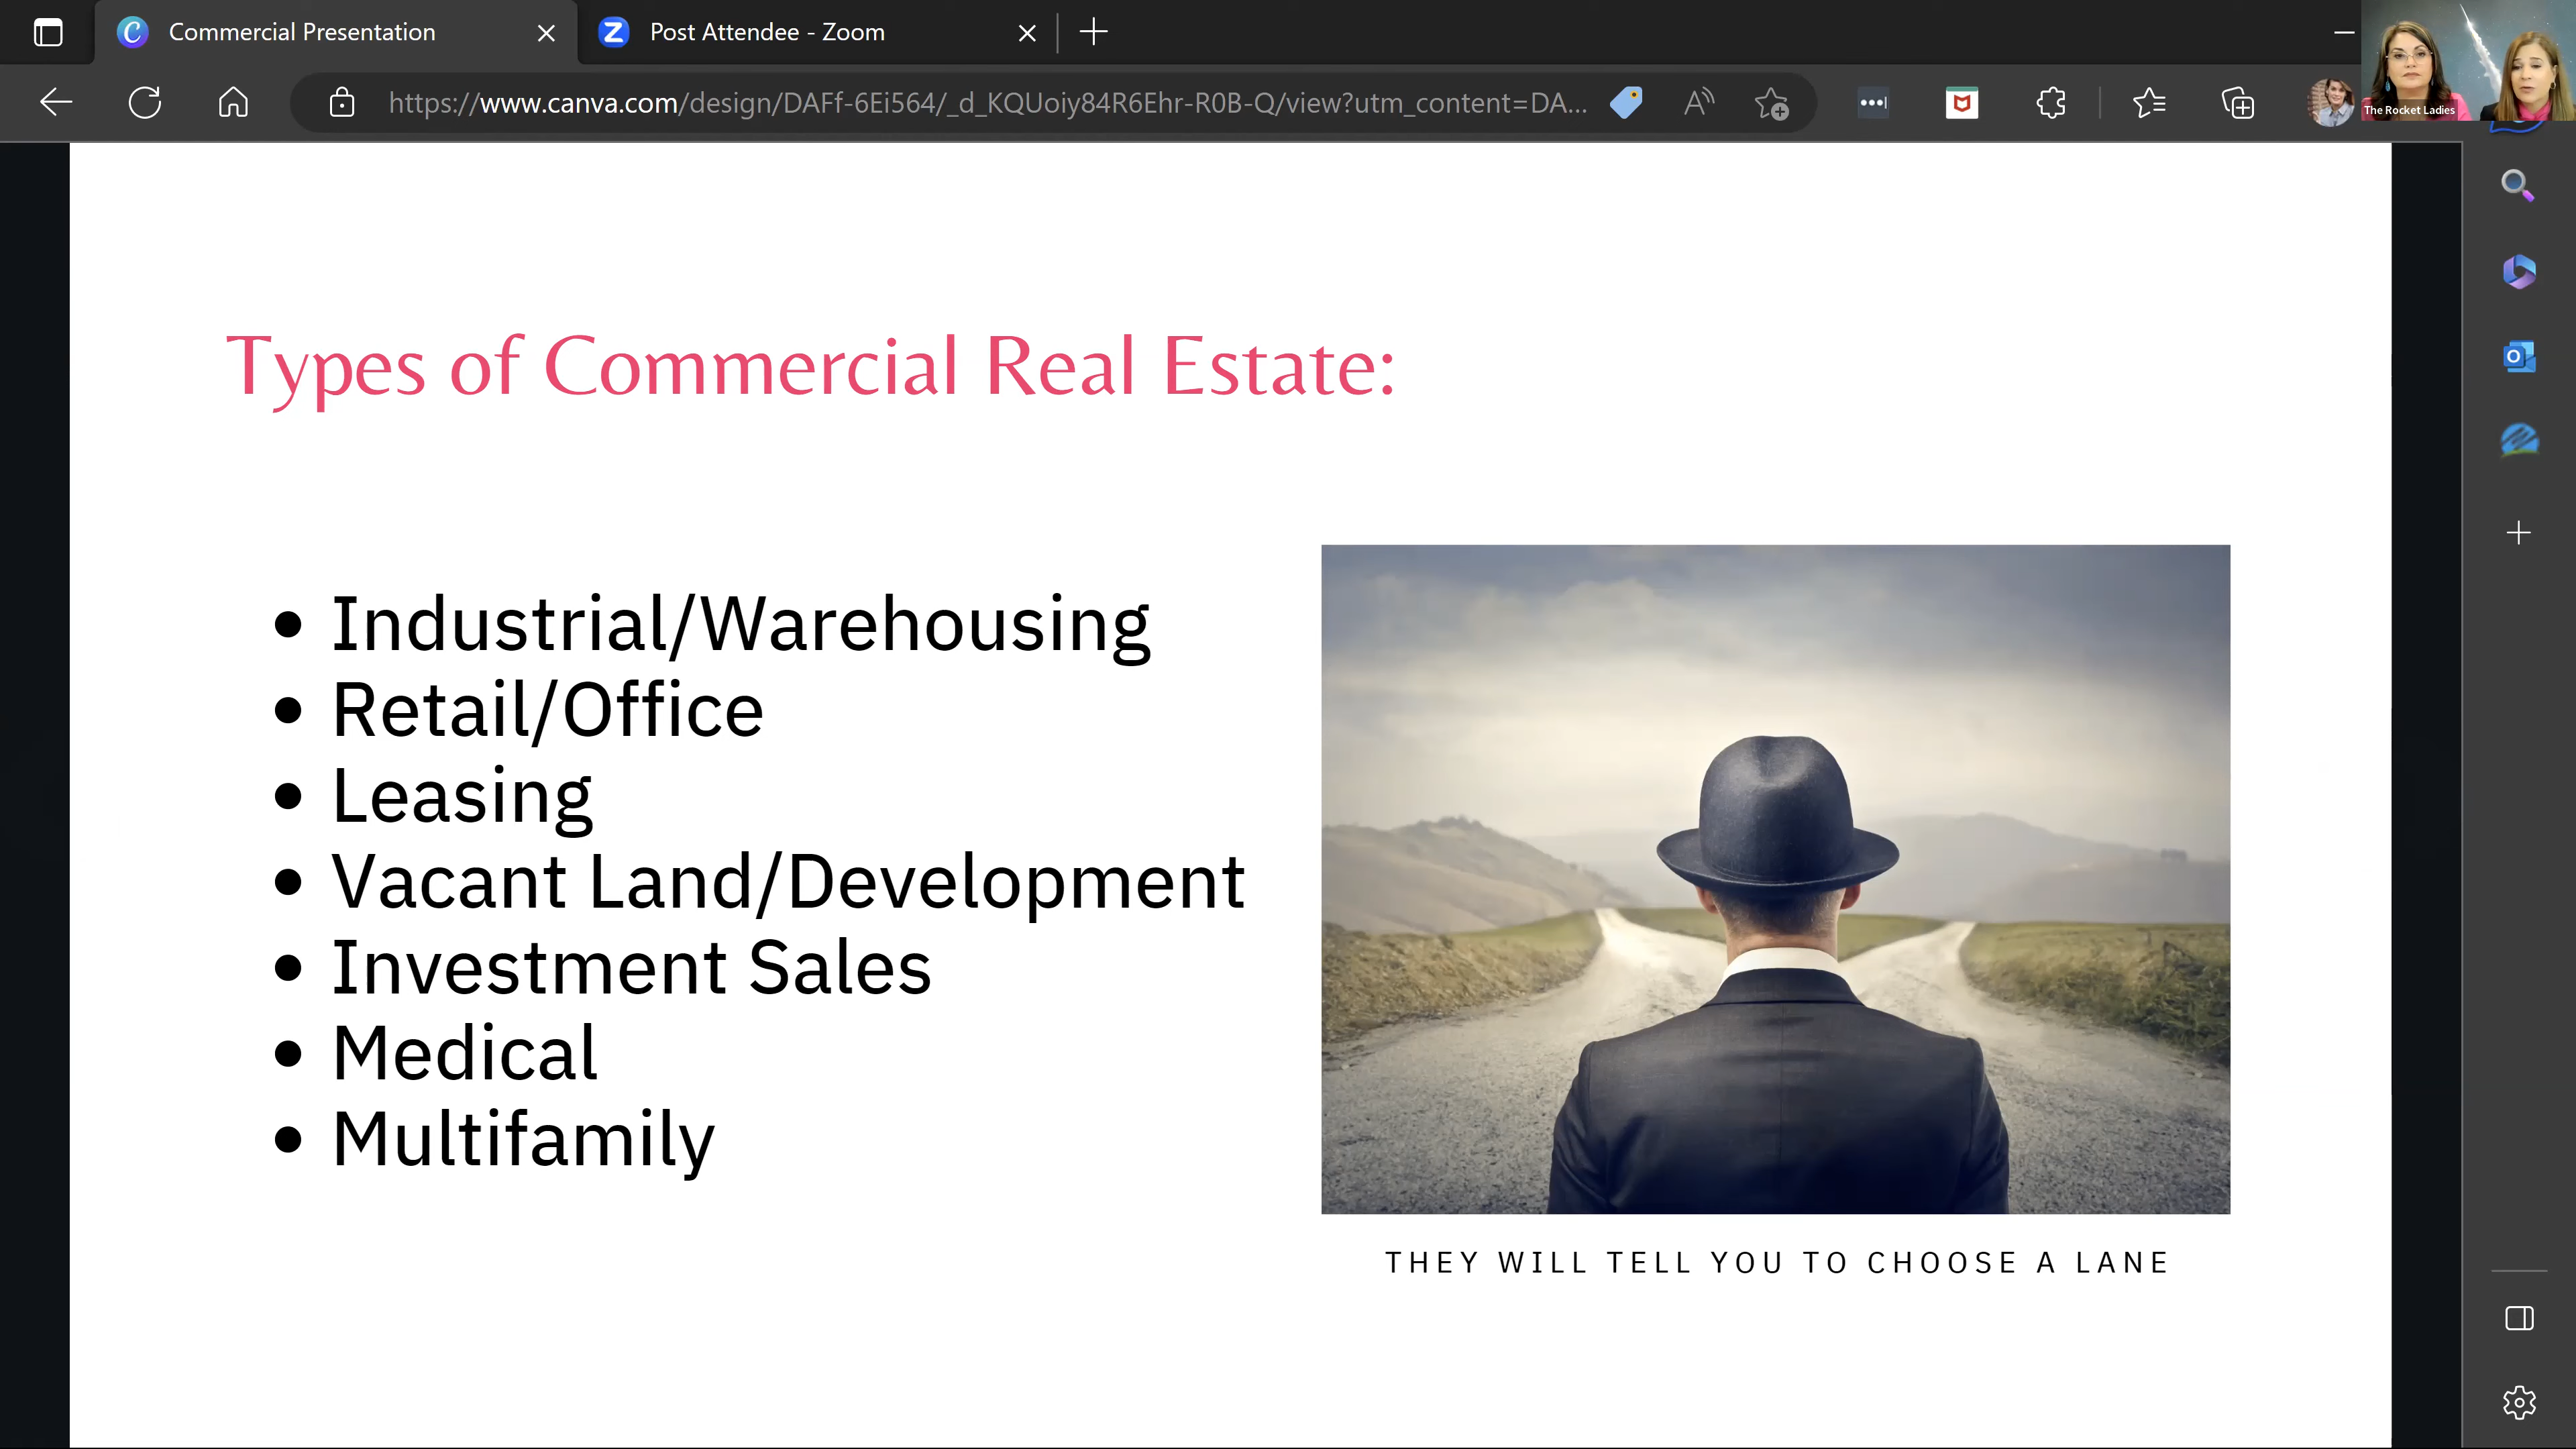 Commercial Presentation
Post Attendee - Zoom
https://www.canva.com/design/DAFf-6Ei564/_d_KQUoiy84R6Ehr-R0B-Q/view?utm_content=DA...
The Rocket Ladies
Types of Commercial Real Estate:
• Industrial/Warehousing
• Retail/Office
• Leasing
• Vacant Land/Development
• Investment Sales
• Medical
• Multifamily
THEY WILL TELL YOU TO CHOOSE A LANE